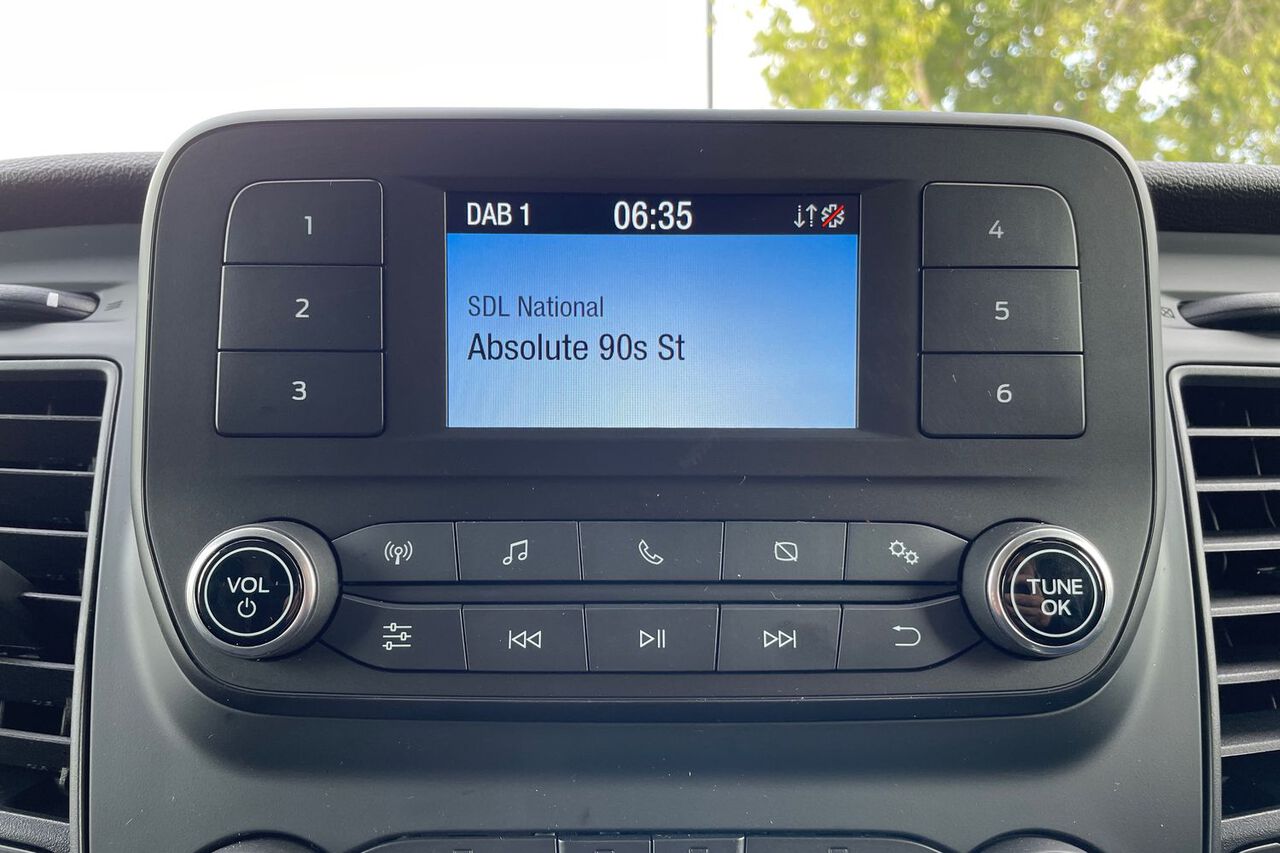 1
2
3
DAB 1 06:35
SDL National
Absolute 90s St
4
5
6
VOL
TUNE
OK